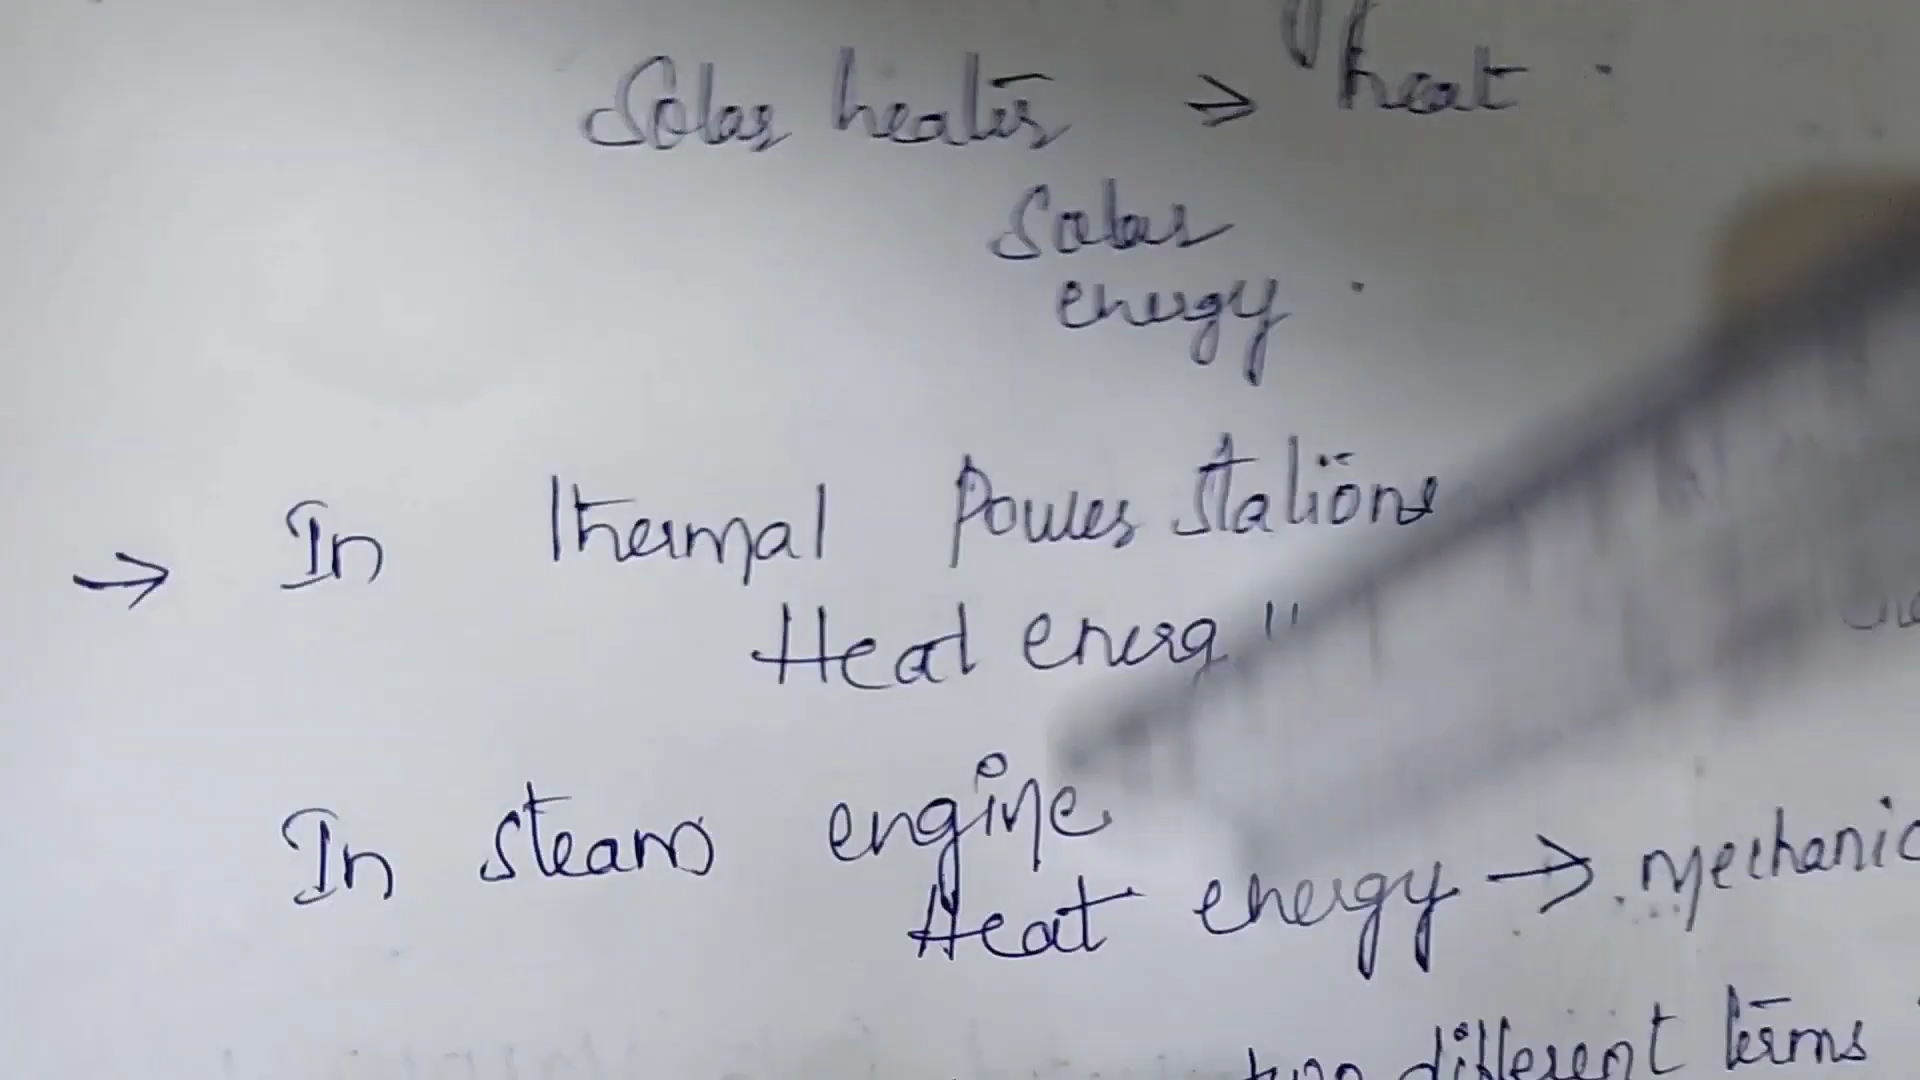 Solar heater → heat.
Solar
energy.
→ In thermal Power Stations
Heat energy
In steam engine
Heat energy → mechanic
two different terms